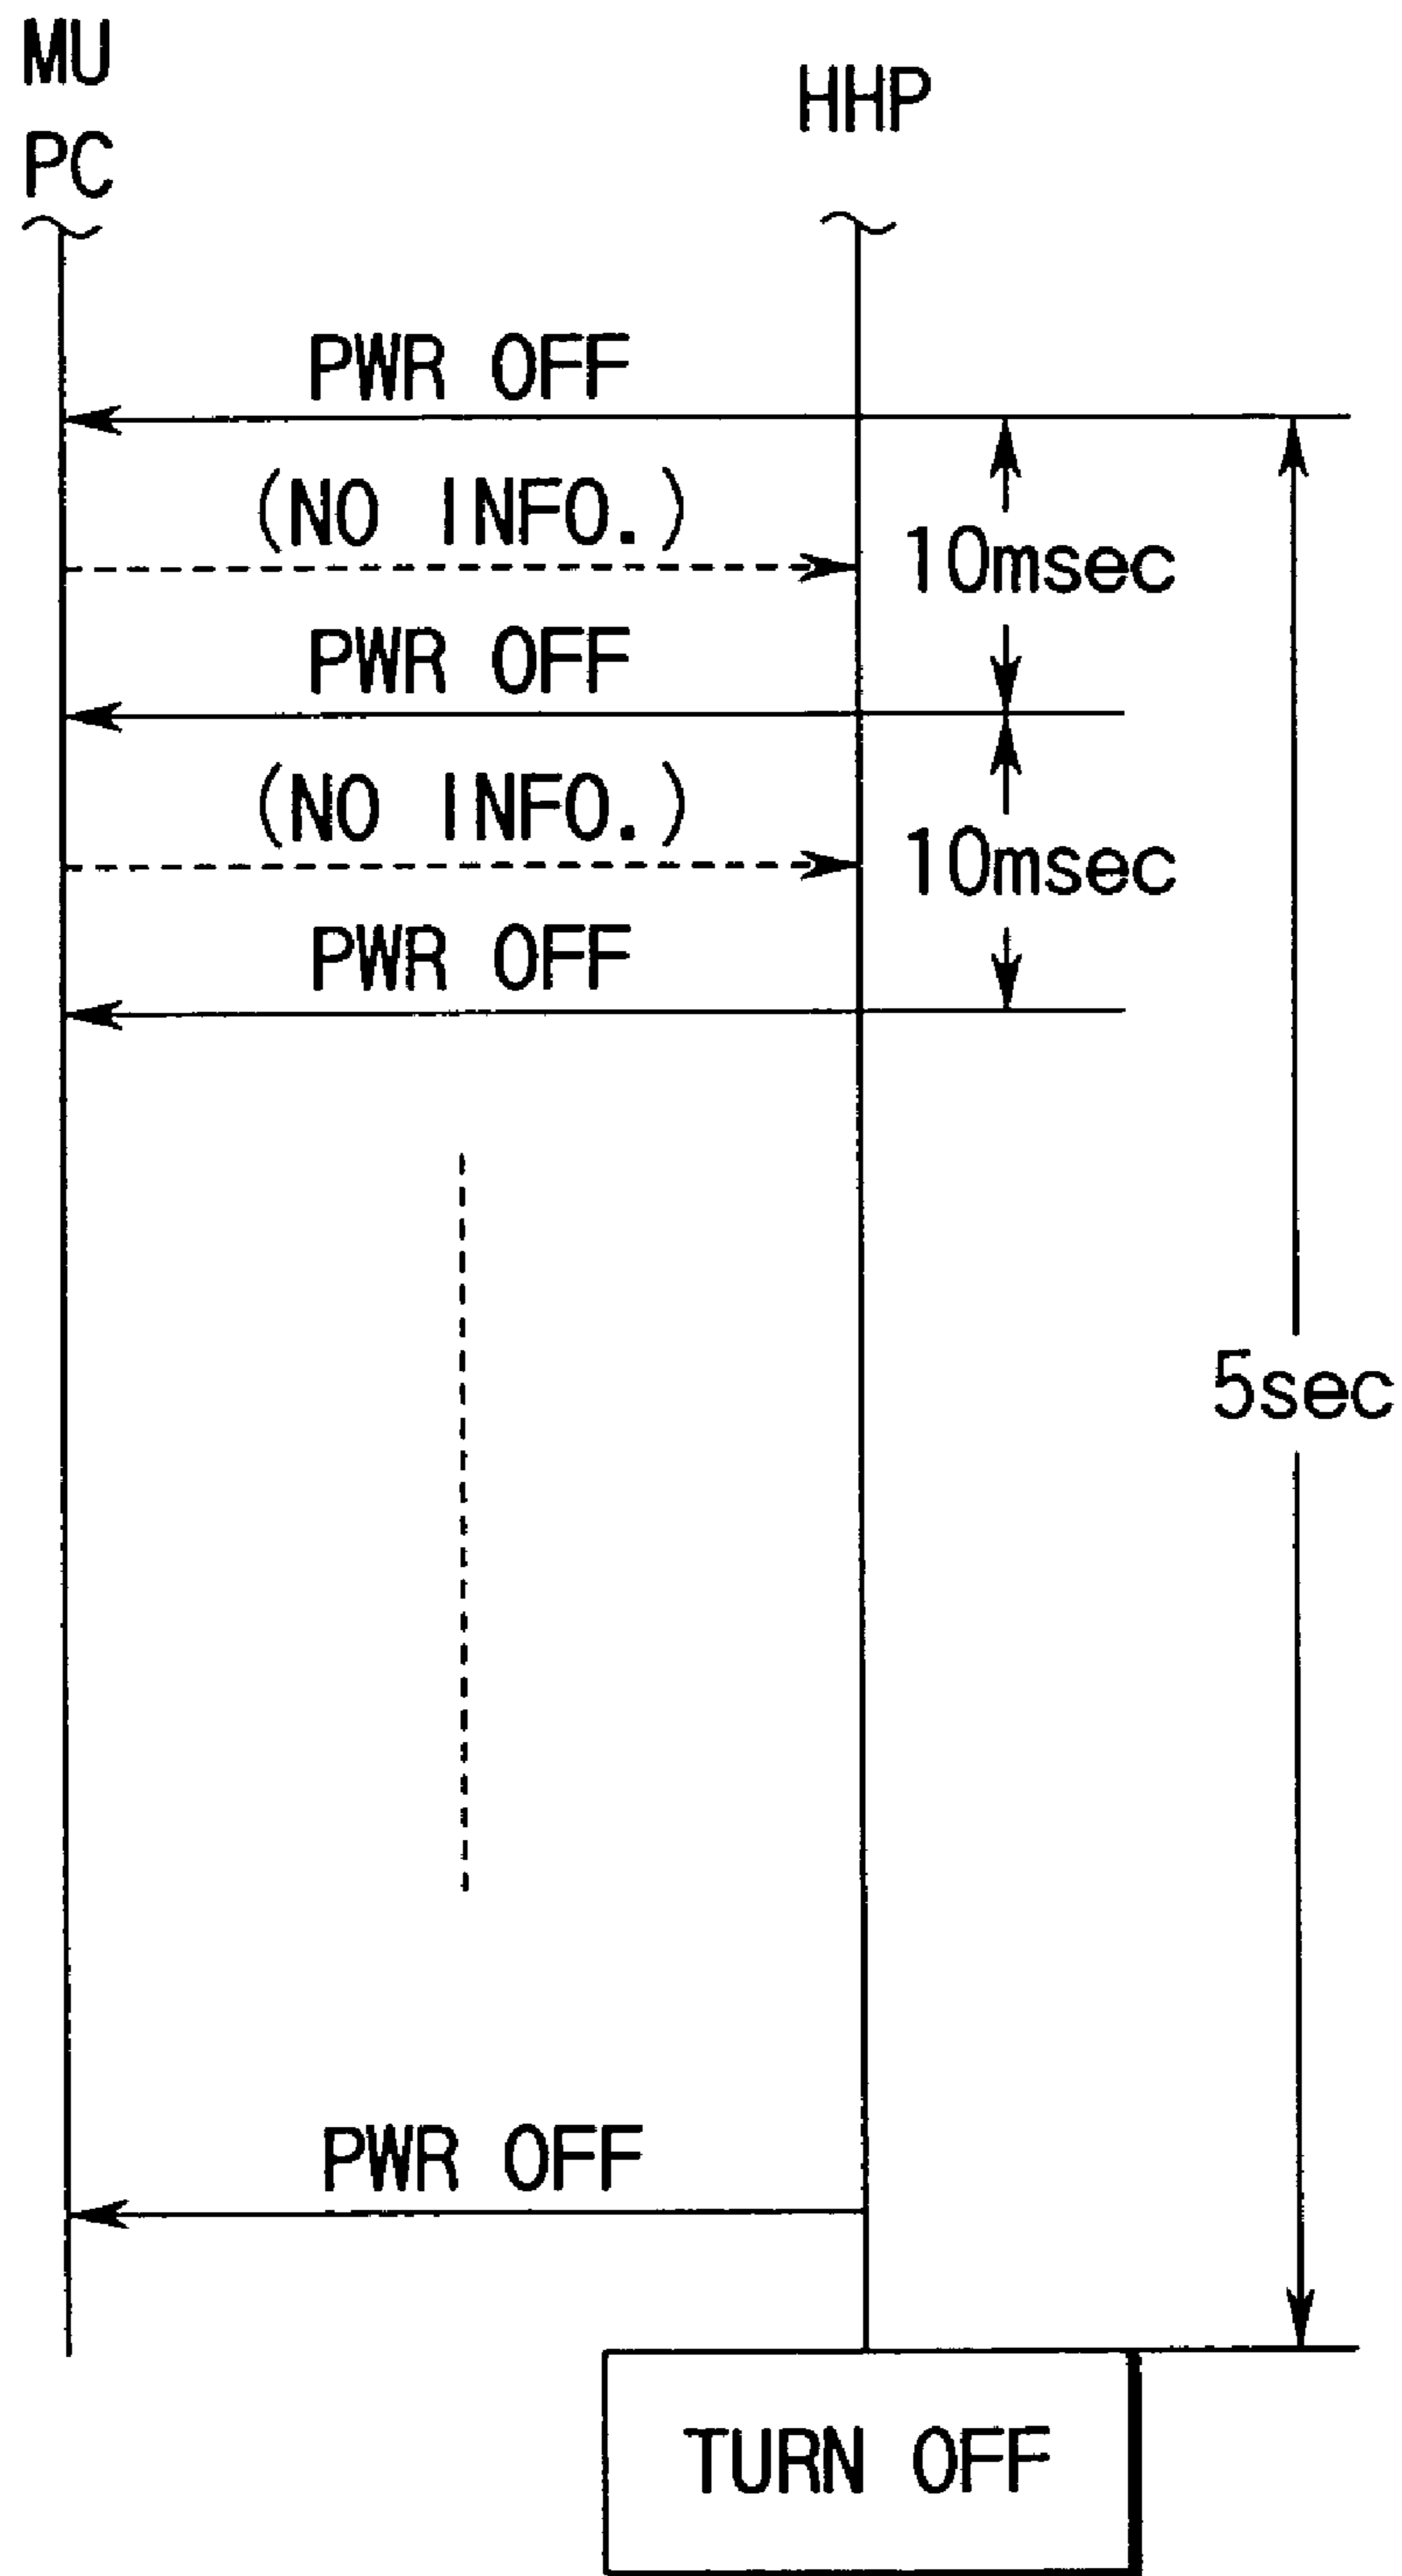 MU
PC
HHP
PWR OFF
(NO INFO.)
10msec
PWR OFF
(NO INFO.)
10msec
PWR OFF
5sec
PWR OFF
TURN OFF